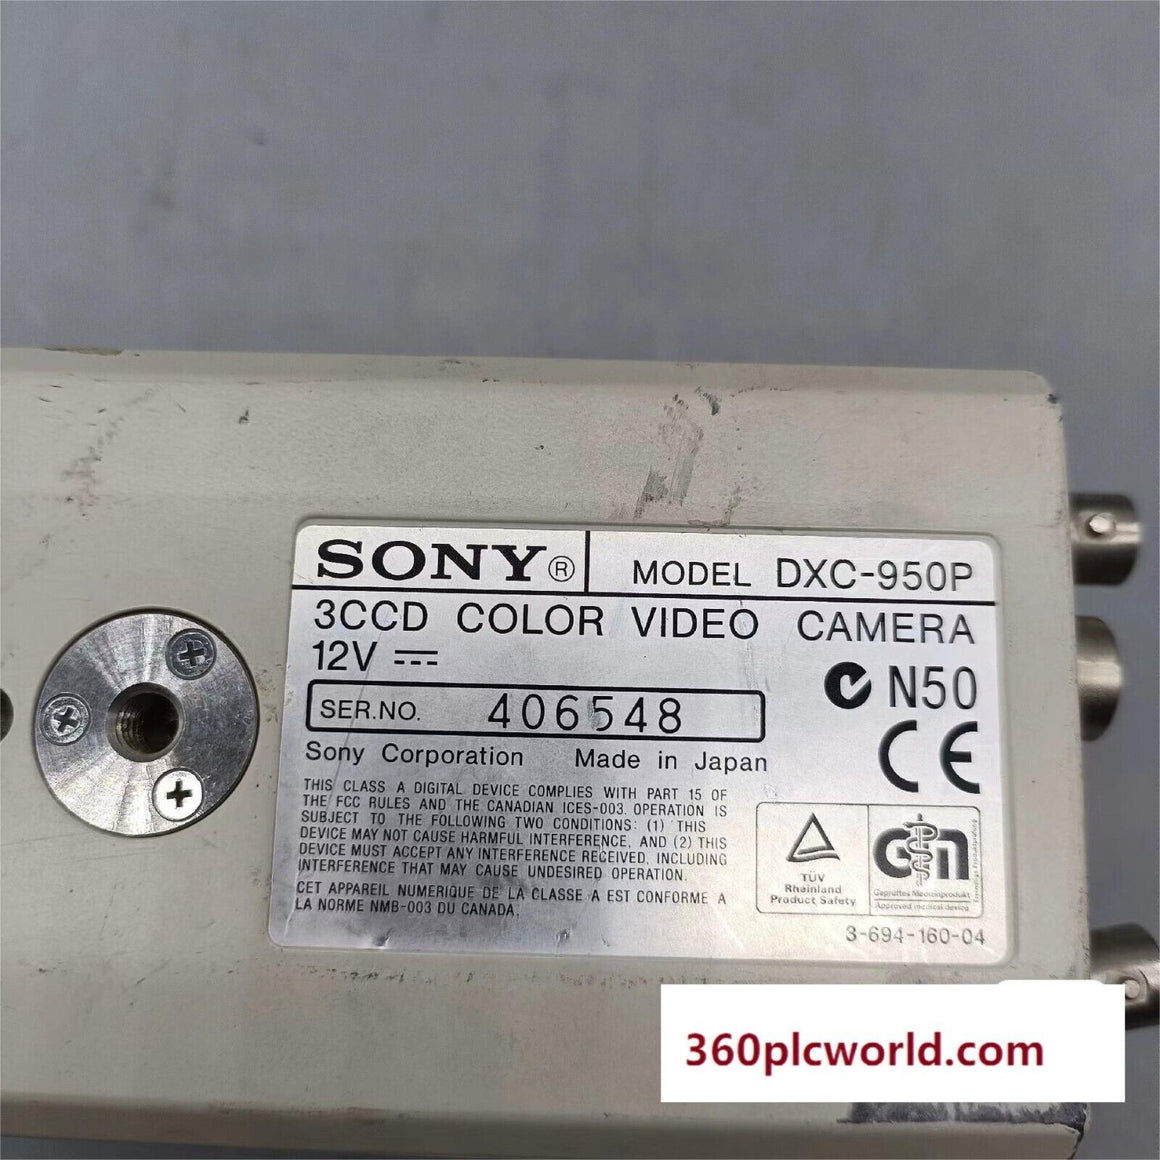 SONY® MODEL DXC-950P
3CCD COLOR VIDEO CAMERA
12V
N50
SER.NO. 406548
CE
Sony Corporation Made in Japan
THIS CLASS A DIGITAL DEVICE COMPLIES WITH PART 15 OF
THE FCC RULES AND THE CANADIAN ICES-003. OPERATION IS
SUBJECT TO THE FOLLOWING TWO CONDITIONS: (1) THIS
DEVICE MAY NOT CAUSE HARMFUL INTERFERENCE, AND (2) THIS
DEVICE MUST ACCEPT ANY INTERFERENCE RECEIVED, INCLUDING
INTERFERENCE THAT MAY CAUSE UNDESIRED OPERATION.
CET APPAREIL NUMERIQUE DE LA CLASSE A EST CONFORME A
LA NORME NMB-003 DU CANADA.
TÜV
Rheinland
Product Safety
Geprüftes Medizinprodukt
Approved medical device
3-694-160-04
360plcworld.com